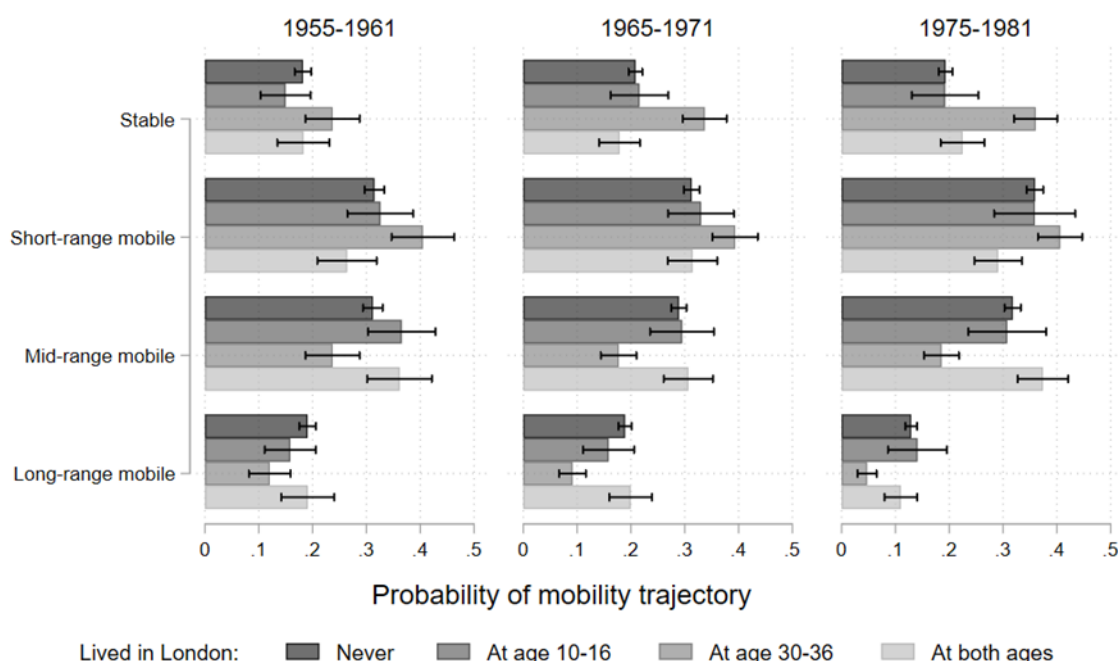 1955-1961 1965-1971 1975-1981
Stable
Short-range mobile
Mid-range mobile
Long-range mobile
0 .1 .2 .3 .4 .5 0 .1 .2 .3 .4 .5 0 .1 .2 .3 .4 .5
Probability of mobility trajectory
Lived in London: Never At age 10-16 At age 30-36 At both ages